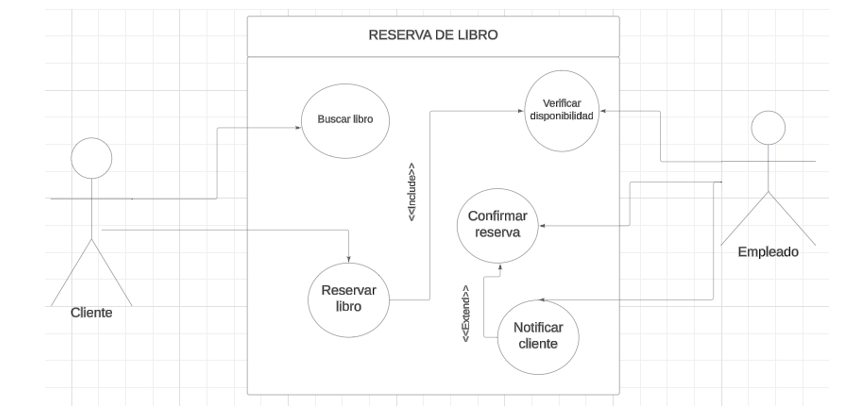 RESERVA DE LIBRO
Buscar libro
Verificar
disponibilidad
<<Include>>
Confirmar
reserva
Empleado
Reservar
libro
<<Extend>>
Cliente
Notificar
cliente